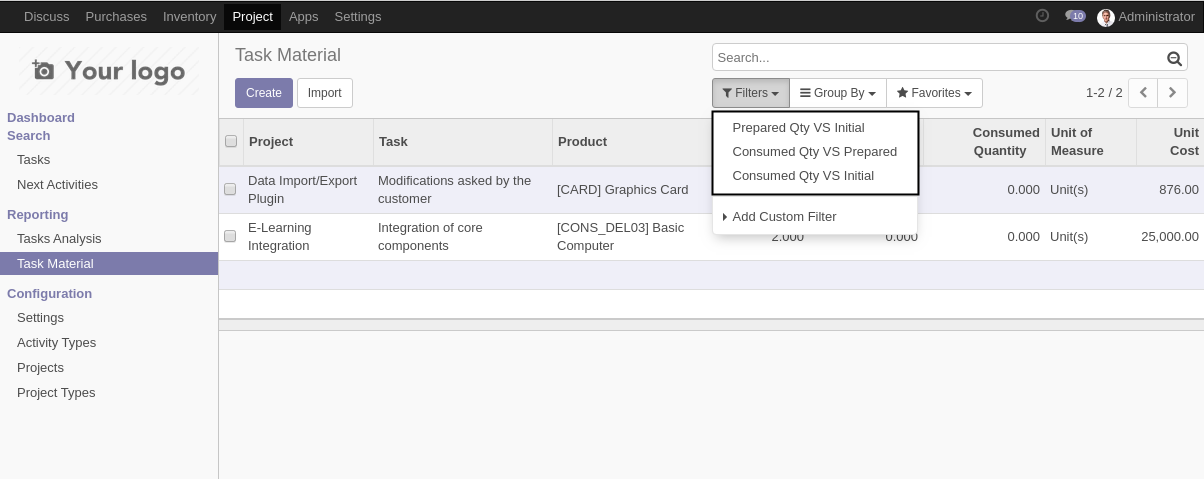 Discuss Purchases Inventory Project Apps Settings 10 Administrator
Your logo
Dashboard
Search
Tasks
Next Activities
Reporting
Tasks Analysis
Task Material
Configuration
Settings
Activity Types
Projects
Project Types
Task Material
Search...
Create Import
Filters Group By Favorites 1-2 / 2
Prepared Qty VS Initial
Consumed Qty VS Prepared
Consumed Qty VS Initial
Add Custom Filter
Project Task Product Consumed Quantity Unit of Measure Unit Cost
Data Import/Export Plugin Modifications asked by the customer [CARD] Graphics Card 0.000 Unit(s) 876.00
E-Learning Integration Integration of core components [CONS_DEL03] Basic Computer 2.000 0.000 0.000 Unit(s) 25,000.00